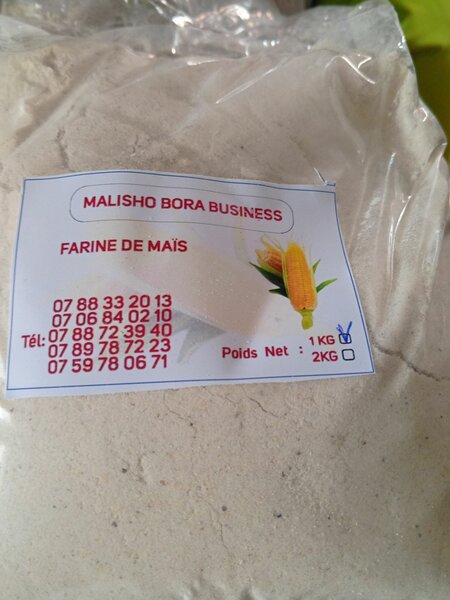 MALISHO BORA BUSINESS
FARINE DE MAÏS
07 88 33 20 13
07 06 84 02 10
Tél: 07 88 72 39 40
07 89 78 72 23
07 59 78 06 71
Poids Net : 1 KG
2KG